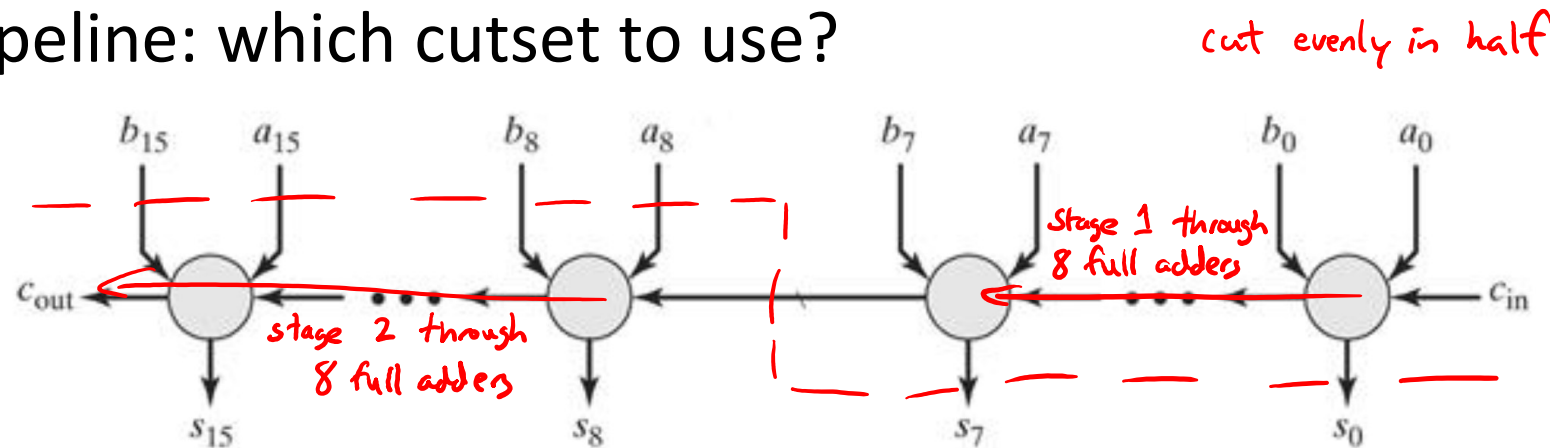 peline: which cutset to use?
cut evenly in half
b15 a15 b8 a8 b7 a7 b0 a0
stage 1 through
8 full adders
cout cin
stage 2 through
8 full adders
s15 s8 s7 s0